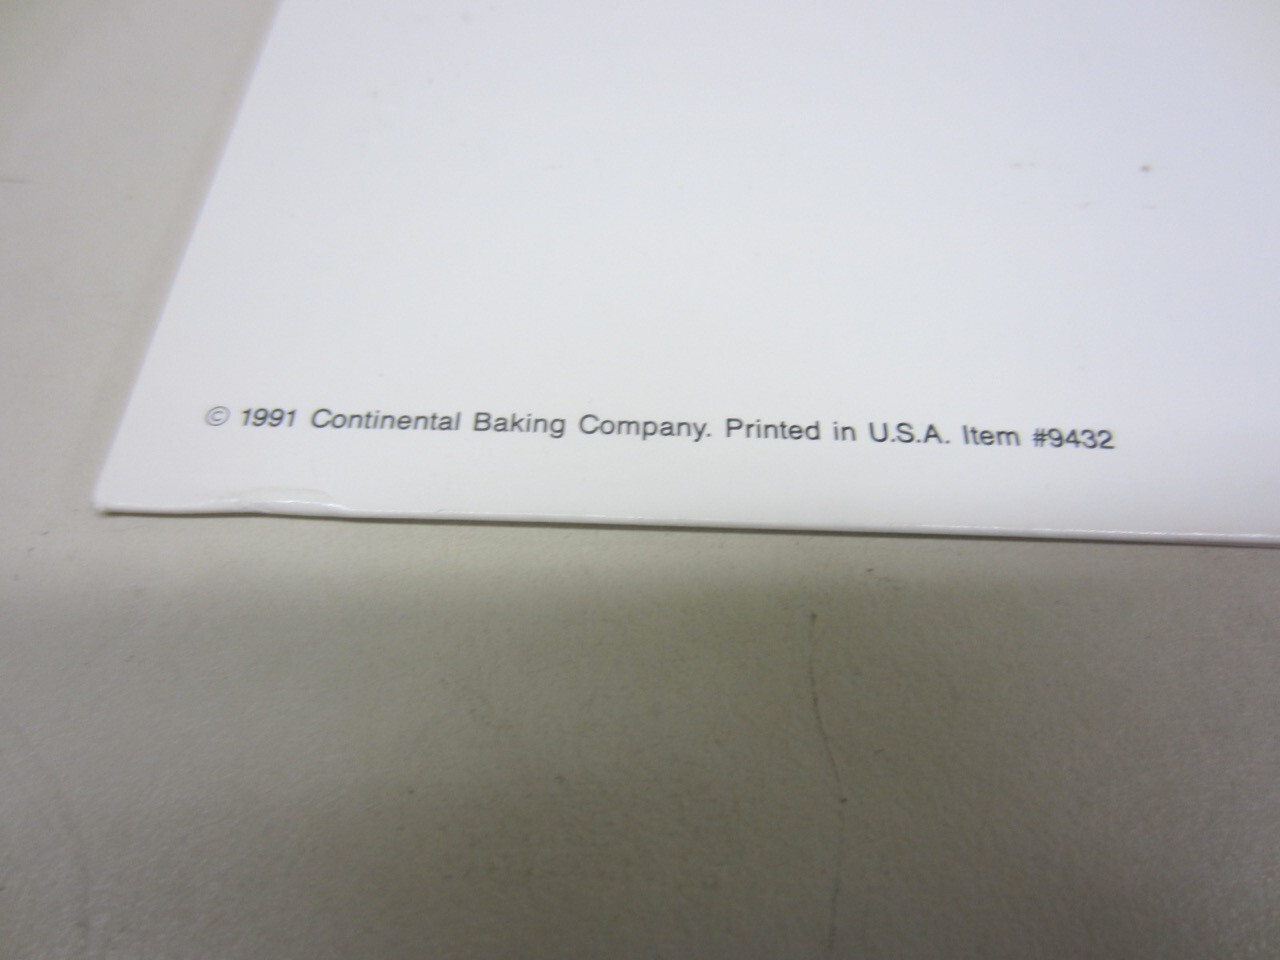 © 1991 Continental Baking Company. Printed in U.S.A. Item #9432